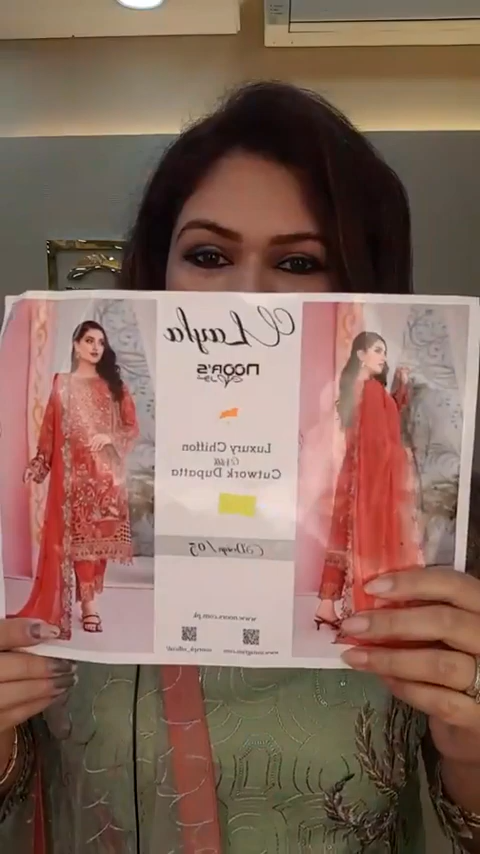 Layla
NOOR'S
Luxury Chiffon
With
Cutwork Dupatta
Design / 05
www.noors.com.pk